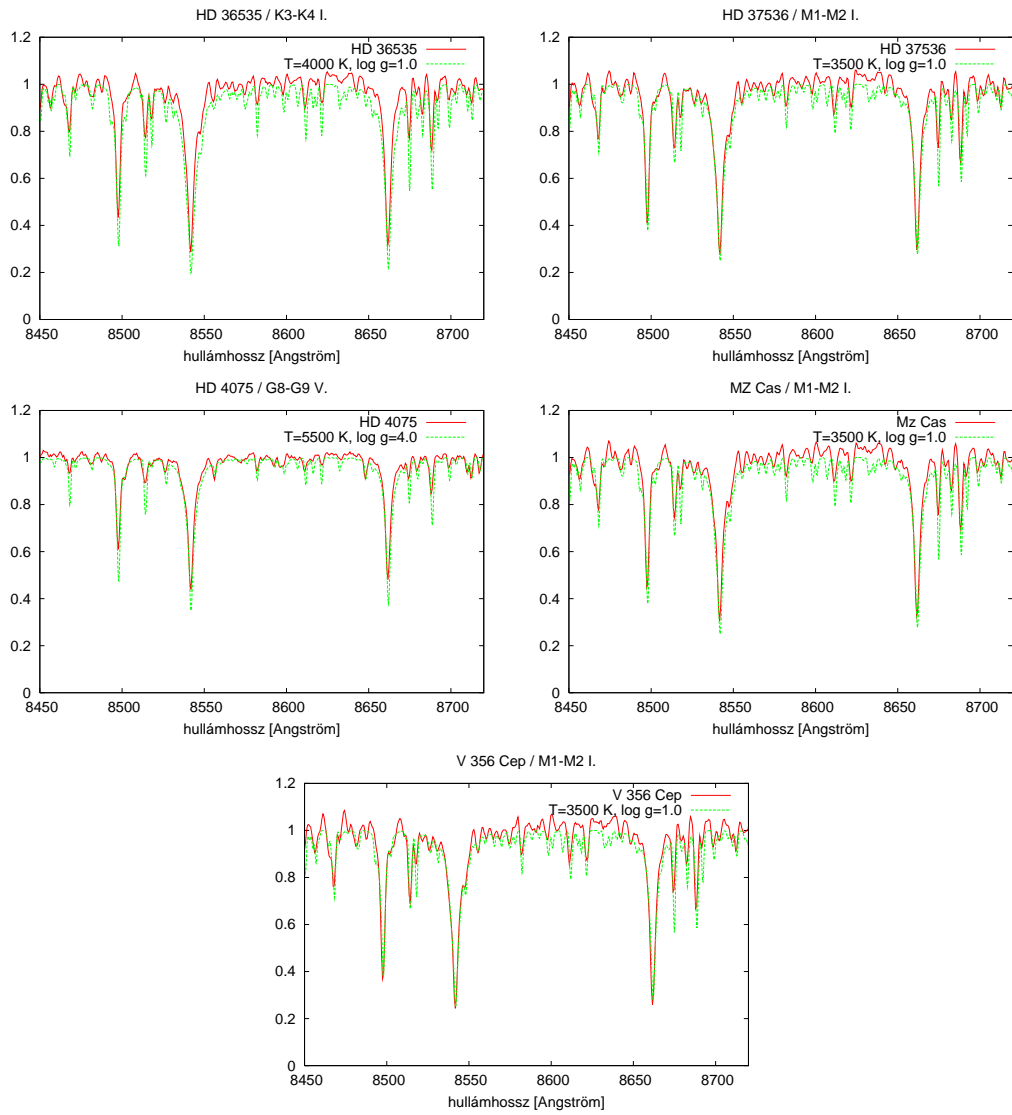 HD 36535 / K3-K4 I.
HD 36535
T=4000 K, log g=1.0
1.2
1
0.8
0.6
0.4
0.2
0
8450 8500 8550 8600 8650 8700
hullámhossz [Angström]
HD 37536 / M1-M2 I.
HD 37536
T=3500 K, log g=1.0
1.2
1
0.8
0.6
0.4
0.2
0
8450 8500 8550 8600 8650 8700
hullámhossz [Angström]
HD 4075 / G8-G9 V.
HD 4075
T=5500 K, log g=4.0
1.2
1
0.8
0.6
0.4
0.2
0
8450 8500 8550 8600 8650 8700
hullámhossz [Angström]
MZ Cas / M1-M2 I.
Mz Cas
T=3500 K, log g=1.0
1.2
1
0.8
0.6
0.4
0.2
0
8450 8500 8550 8600 8650 8700
hullámhossz [Angström]
V 356 Cep / M1-M2 I.
V 356 Cep
T=3500 K, log g=1.0
1.2
1
0.8
0.6
0.4
0.2
0
8450 8500 8550 8600 8650 8700
hullámhossz [Angström]